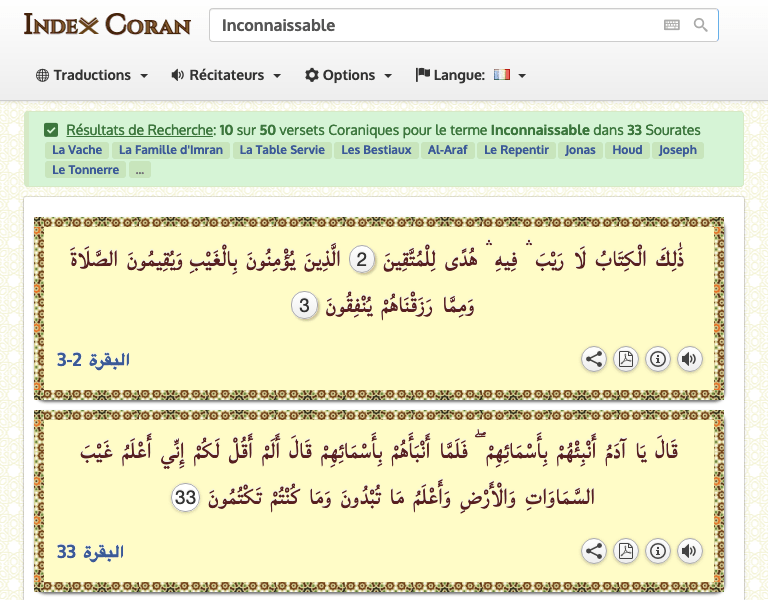 INDEX CORAN
Inconnaissable
Traductions Récitateurs Options Langue:
Résultats de Recherche: 10 sur 50 versets Coraniques pour le terme Inconnaissable dans 33 Sourates
La Vache La Famille d'Imran La Table Servie Les Bestiaux Al-Araf Le Repentir Jonas Houd Joseph
Le Tonnerre ...
ذَٰلِكَ الْكِتَابُ لَا رَيْبَ ۛ فِيهِ ۛ هُدًى لِلْمُتَّقِينَ 2 الَّذِينَ يُؤْمِنُونَ بِالْغَيْبِ وَيُقِيمُونَ الصَّلَاةَ
وَمِمَّا رَزَقْنَاهُمْ يُنْفِقُونَ 3
البقرة 2-3
قَالَ يَا آدَمُ أَنْبِئْهُمْ بِأَسْمَائِهِمْ ۖ فَلَمَّا أَنْبَأَهُمْ بِأَسْمَائِهِمْ قَالَ أَلَمْ أَقُلْ لَكُمْ إِنِّي أَعْلَمُ غَيْبَ
السَّمَاوَاتِ وَالْأَرْضِ وَأَعْلَمُ مَا تُبْدُونَ وَمَا كُنْتُمْ تَكْتُمُونَ 33
البقرة 33